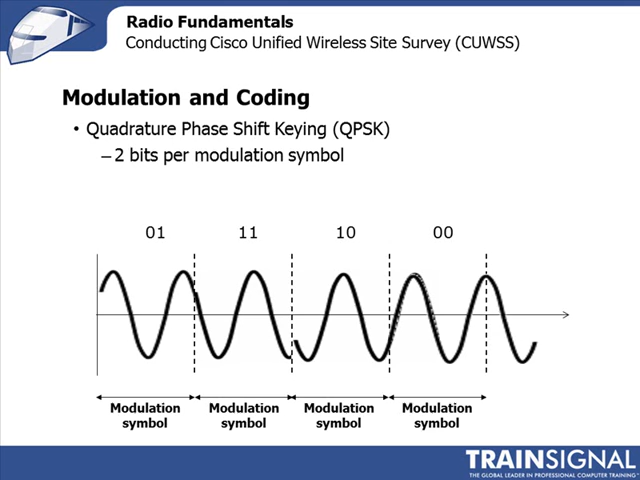 Radio Fundamentals
Conducting Cisco Unified Wireless Site Survey (CUWSS)
Modulation and Coding
• Quadrature Phase Shift Keying (QPSK)
– 2 bits per modulation symbol
01 11 10 00
Modulation Modulation Modulation Modulation
symbol symbol symbol symbol
TRAINSIGNAL
THE GLOBAL LEADER IN PROFESSIONAL COMPUTER TRAINING